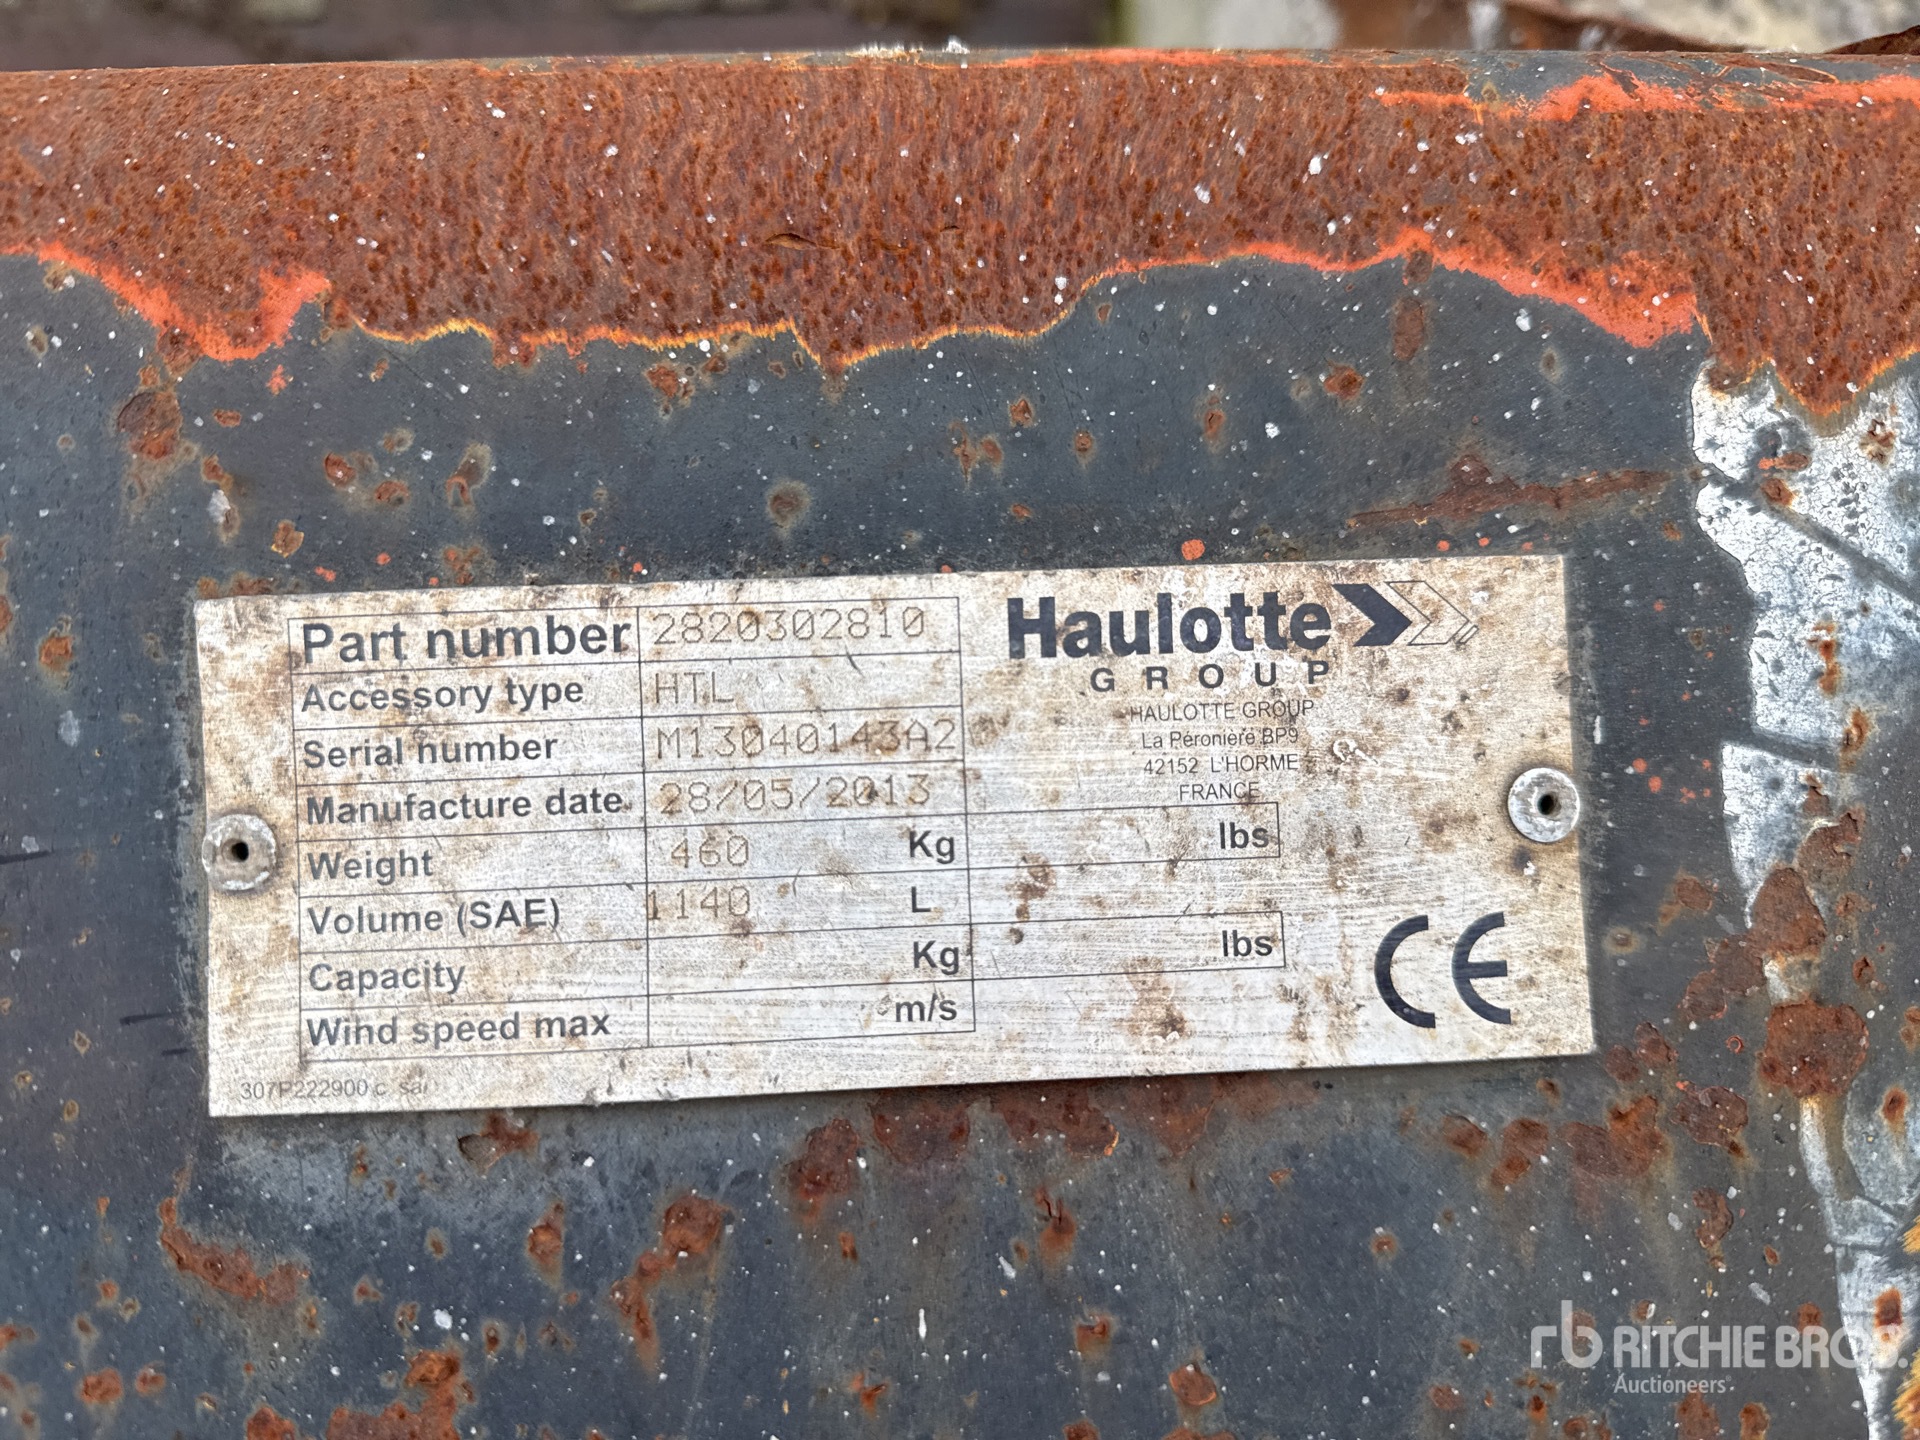 Part number 2820302810
Accessory type HTL
Serial number M13040143A2
Manufacture date 28/05/2013
Weight 460 Kg lbs
Volume (SAE) 1140 L
Capacity Kg lbs
Wind speed max m/s
307P222900 c
Haulotte
GROUP
HAULOTTE GROUP
La Péronière BP9
42152 L'HORME
FRANCE
CE
rb RITCHIE BROS.
Auctioneers